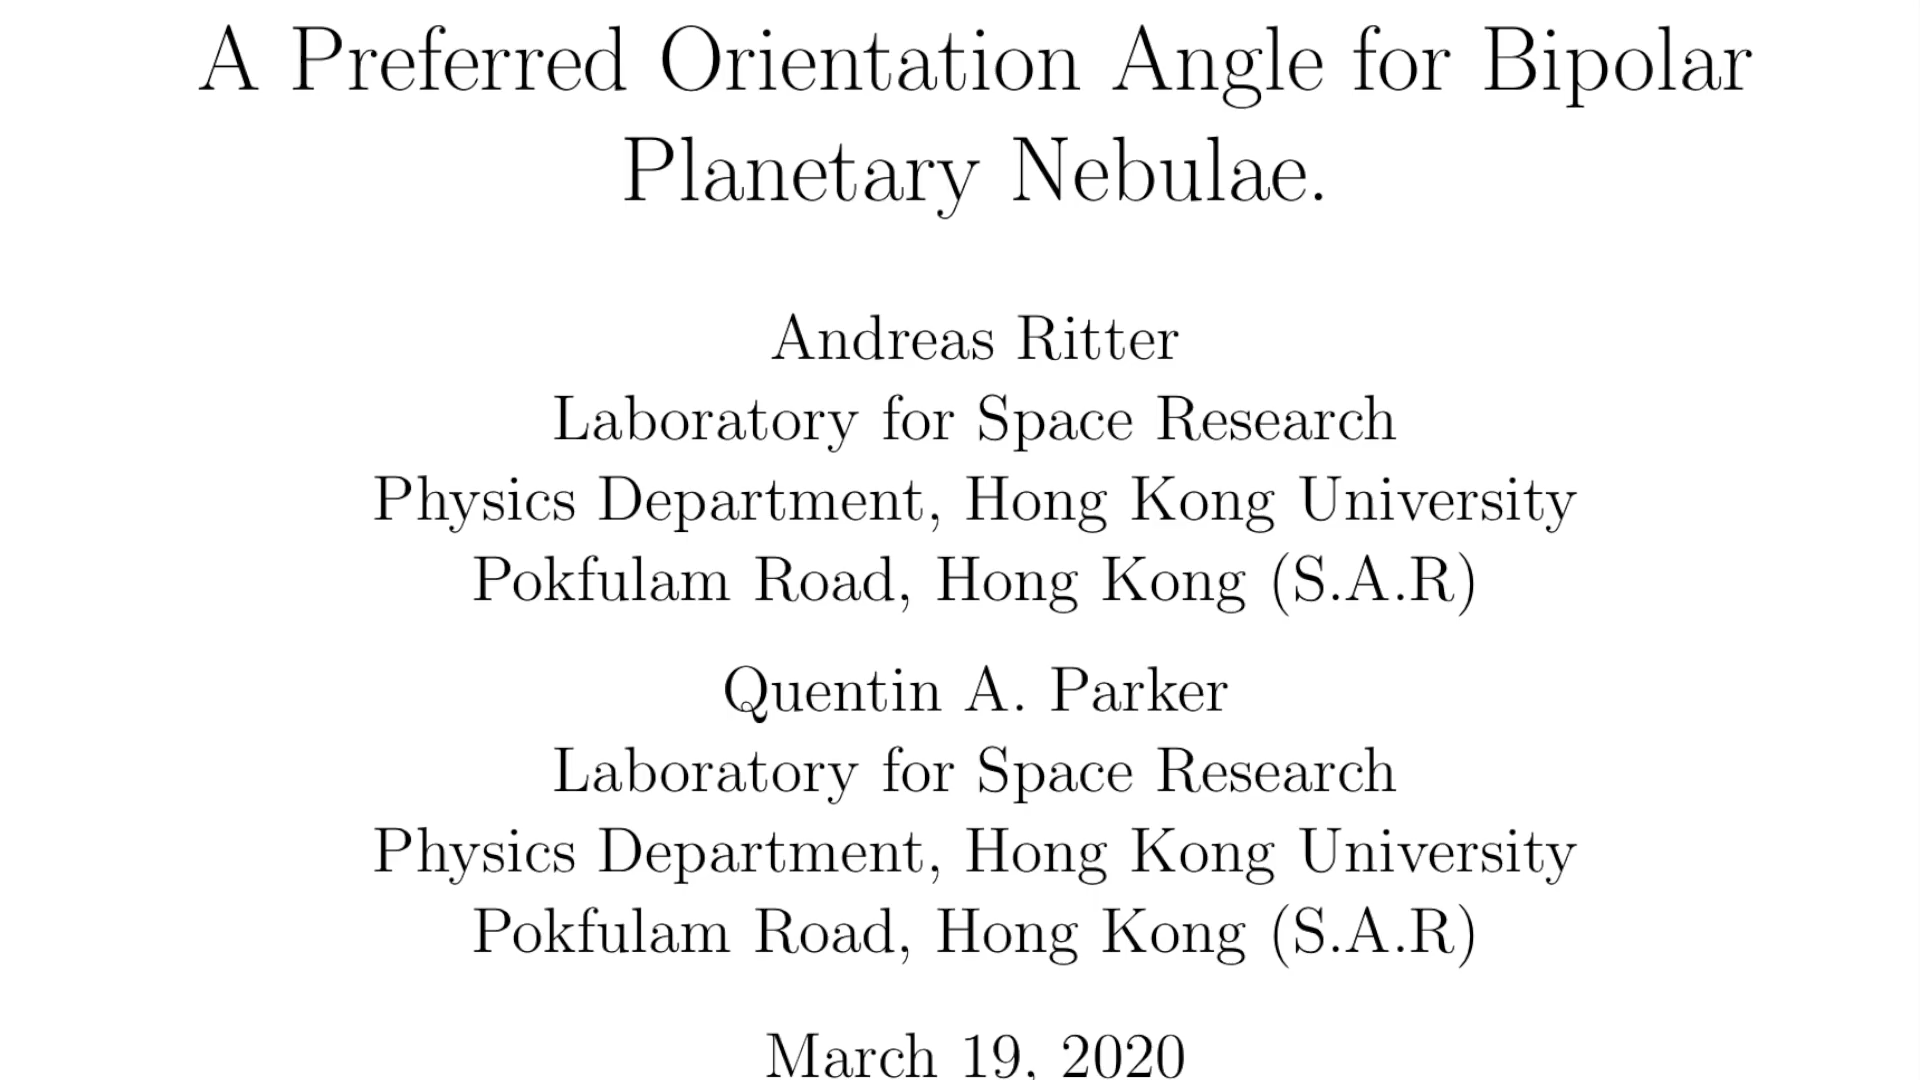 A Preferred Orientation Angle for Bipolar
Planetary Nebulae.
Andreas Ritter
Laboratory for Space Research
Physics Department, Hong Kong University
Pokfulam Road, Hong Kong (S.A.R)
Quentin A. Parker
Laboratory for Space Research
Physics Department, Hong Kong University
Pokfulam Road, Hong Kong (S.A.R)
March 19, 2020